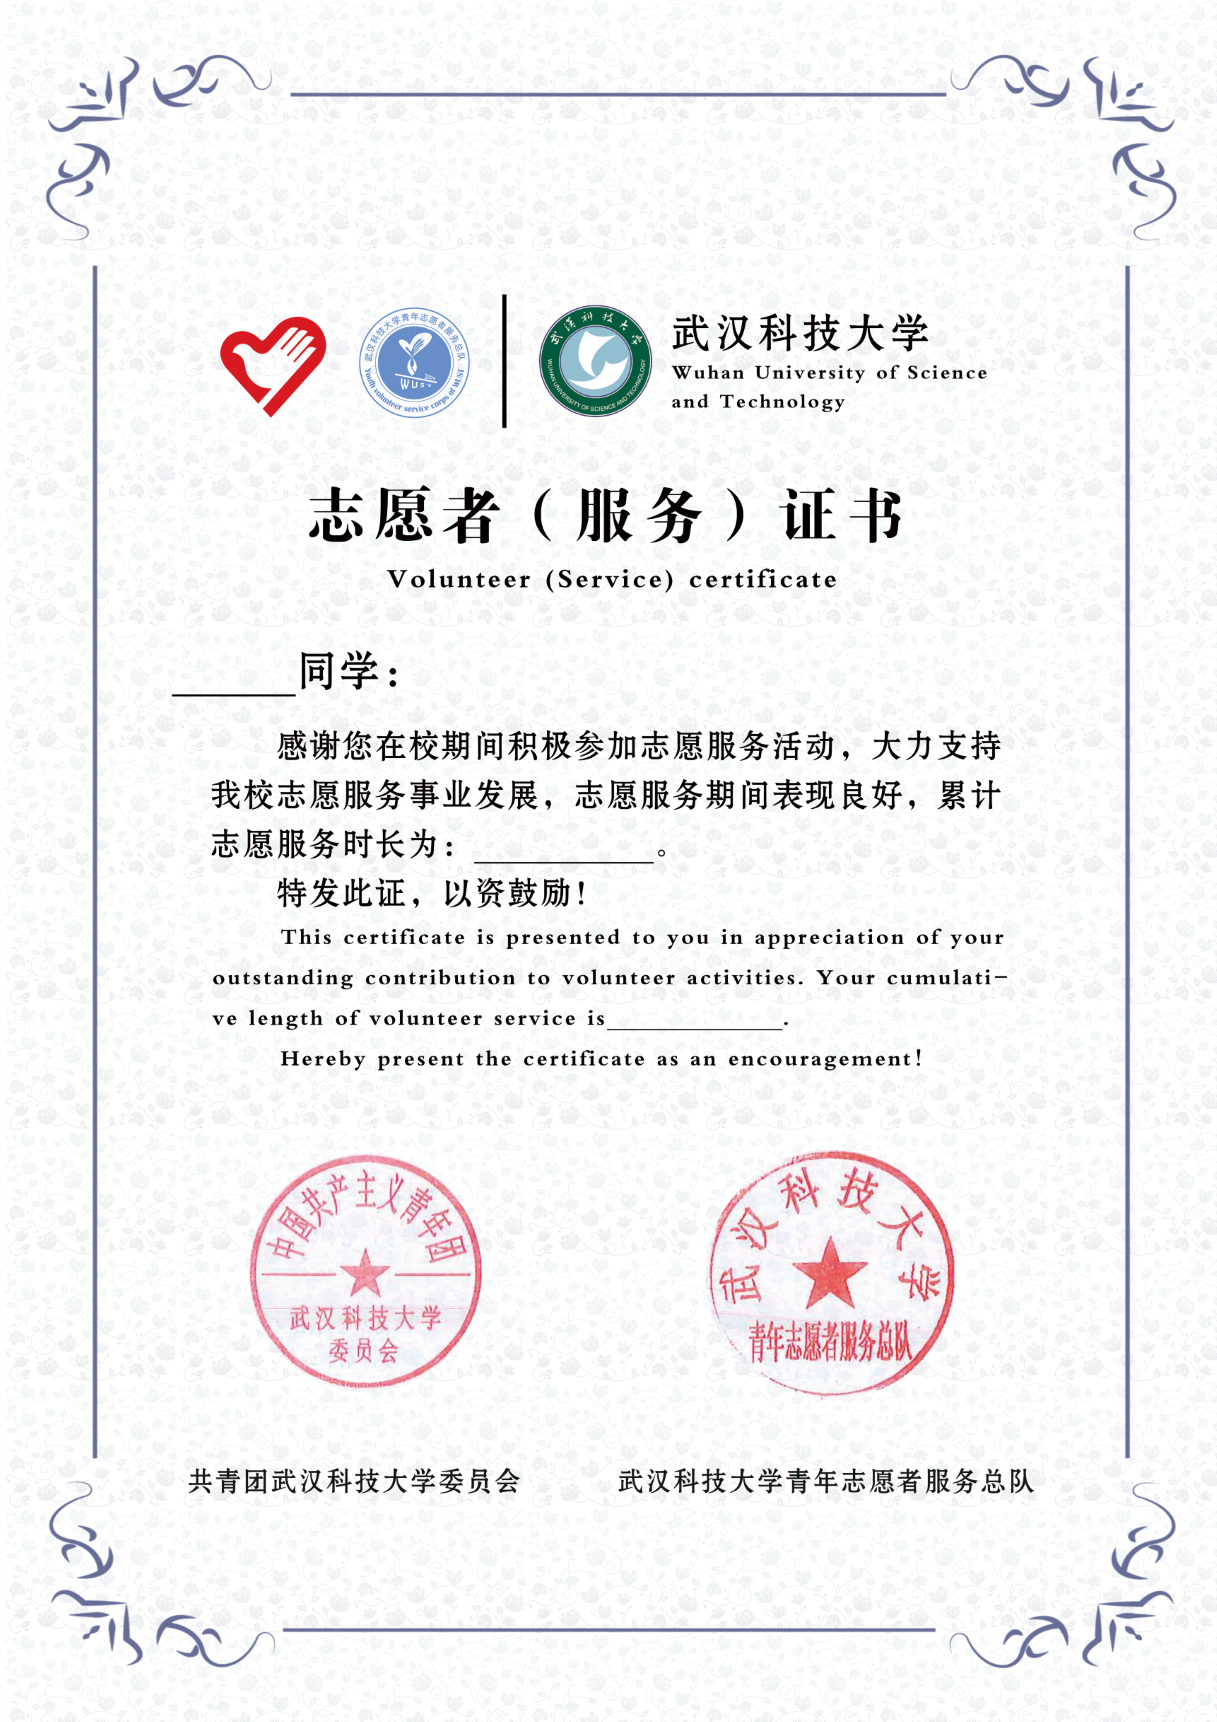 武汉科技大学青年志愿者服务总队
WUST
Youth volunteer service corps of WUST
武汉科技大学
WUHAN UNIVERSITY OF SCIENCE AND TECHNOLOGY
武汉科技大学
Wuhan University of Science
and Technology
志愿者（服务）证书
Volunteer (Service) certificate
______同学：
感谢您在校期间积极参加志愿服务活动，大力支持
我校志愿服务事业发展，志愿服务期间表现良好，累计
志愿服务时长为：__________。
特发此证，以资鼓励！
This certificate is presented to you in appreciation of your
outstanding contribution to volunteer activities. Your cumulati-
ve length of volunteer service is____________.
Hereby present the certificate as an encouragement!
中国共产主义青年团
武汉科技大学
委员会
武汉科技大学
青年志愿者服务总队
共青团武汉科技大学委员会
武汉科技大学青年志愿者服务总队